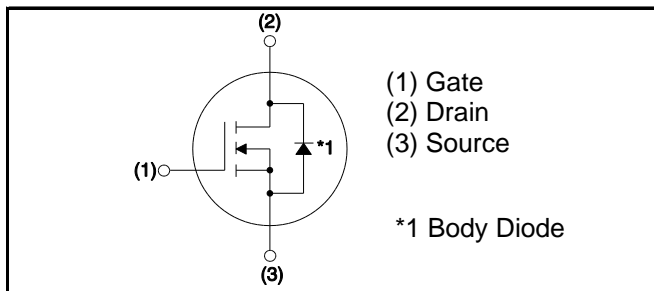 (2)
(1) Gate
(2) Drain
(3) Source
*1
(1)
*1 Body Diode
(3)